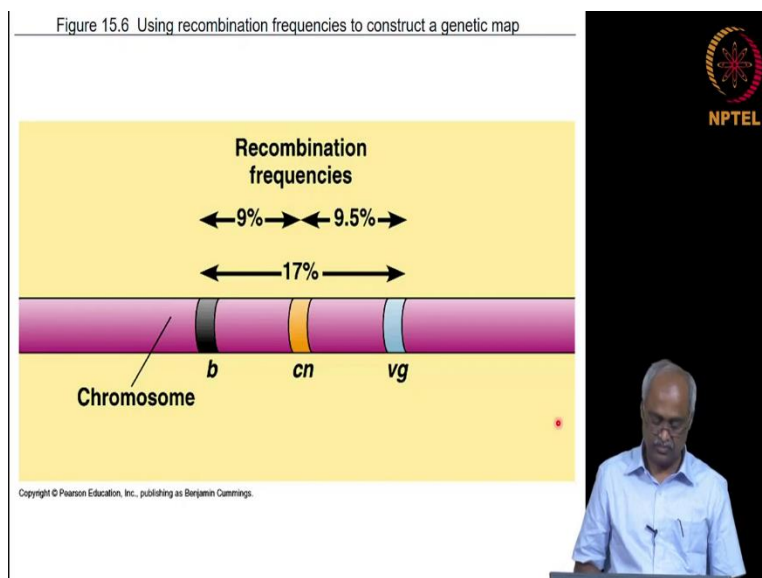 Figure 15.6 Using recombination frequencies to construct a genetic map
NPTEL
Recombination
frequencies
9% 9.5%
17%
b cn vg
Chromosome
Copyright © Pearson Education, Inc., publishing as Benjamin Cummings.